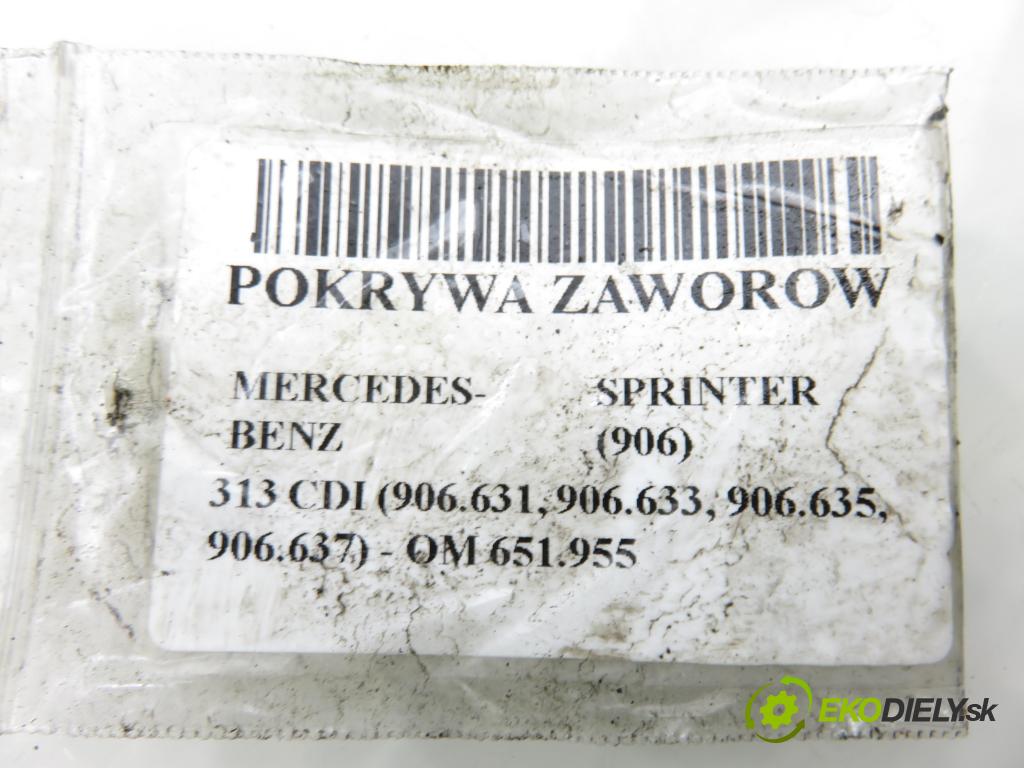 POKRYWA ZAWOROW
MERCEDES-BENZ SPRINTER (906)
313 CDI (906.631, 906.633, 906.635,
906.637) - OM 651.955
EKODIELY.sk